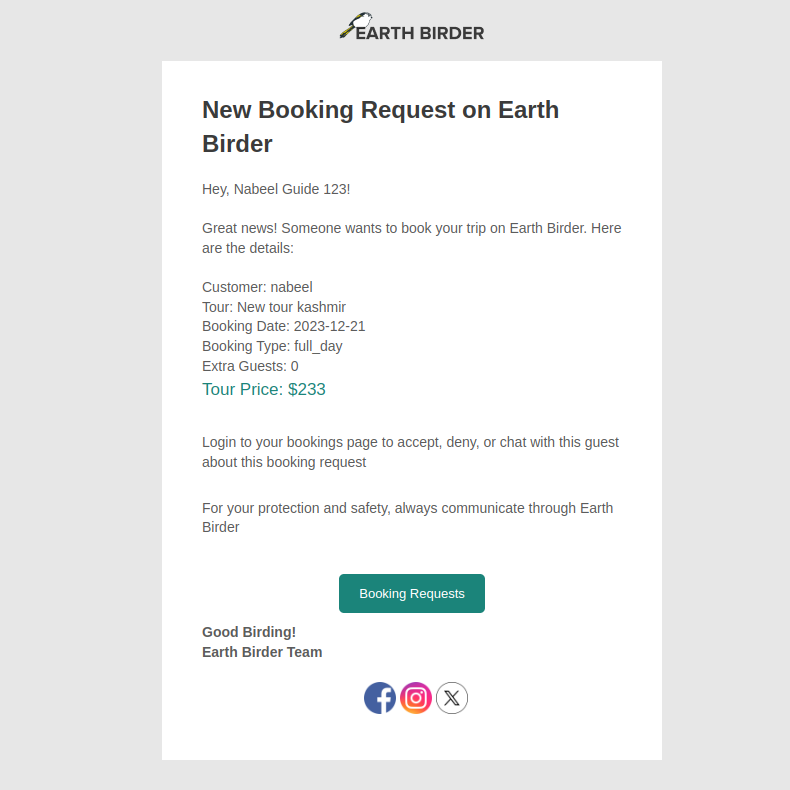 EARTH BIRDER
New Booking Request on Earth
Birder
Hey, Nabeel Guide 123!
Great news! Someone wants to book your trip on Earth Birder. Here
are the details:
Customer: nabeel
Tour: New tour kashmir
Booking Date: 2023-12-21
Booking Type: full_day
Extra Guests: 0
Tour Price: $233
Login to your bookings page to accept, deny, or chat with this guest
about this booking request
For your protection and safety, always communicate through Earth
Birder
Booking Requests
Good Birding!
Earth Birder Team